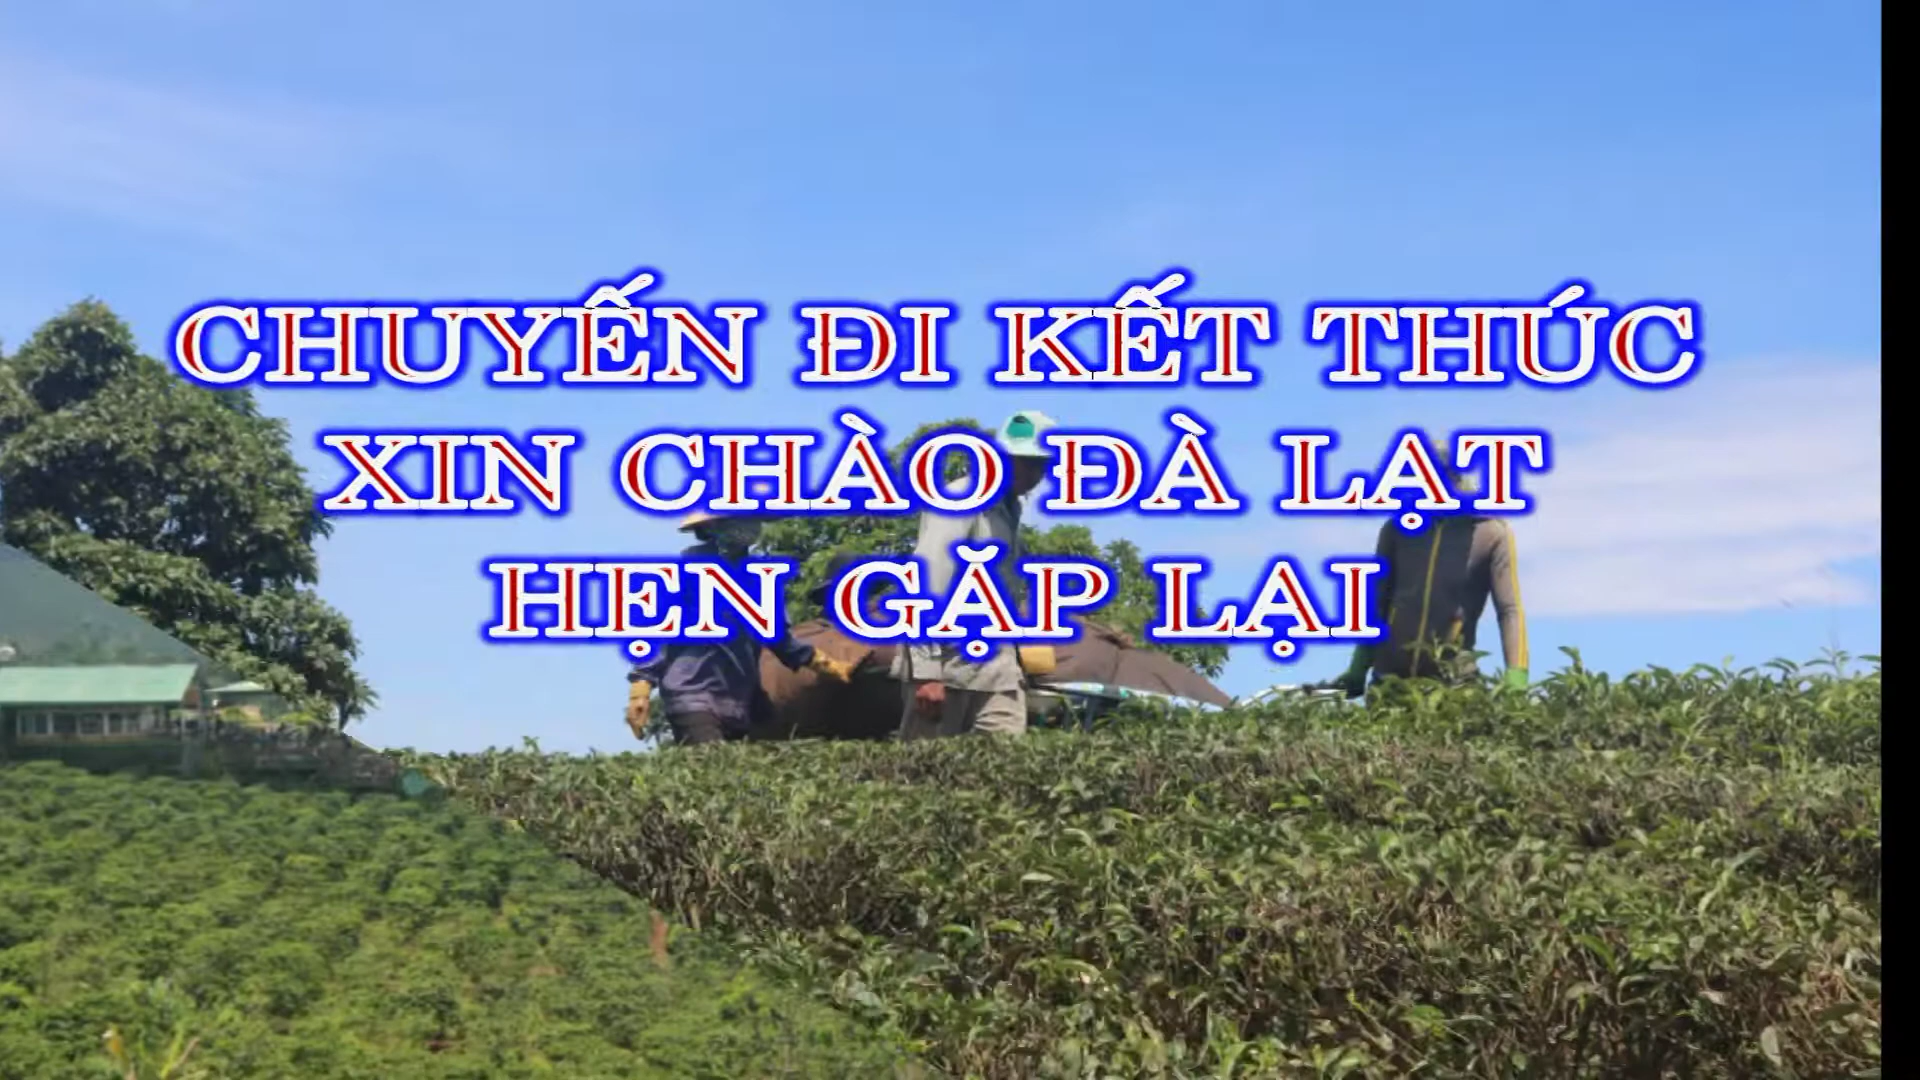 CHUYẾN ĐI KẾT THÚC
XIN CHÀO ĐÀ LẠT
HẸN GẶP LẠI